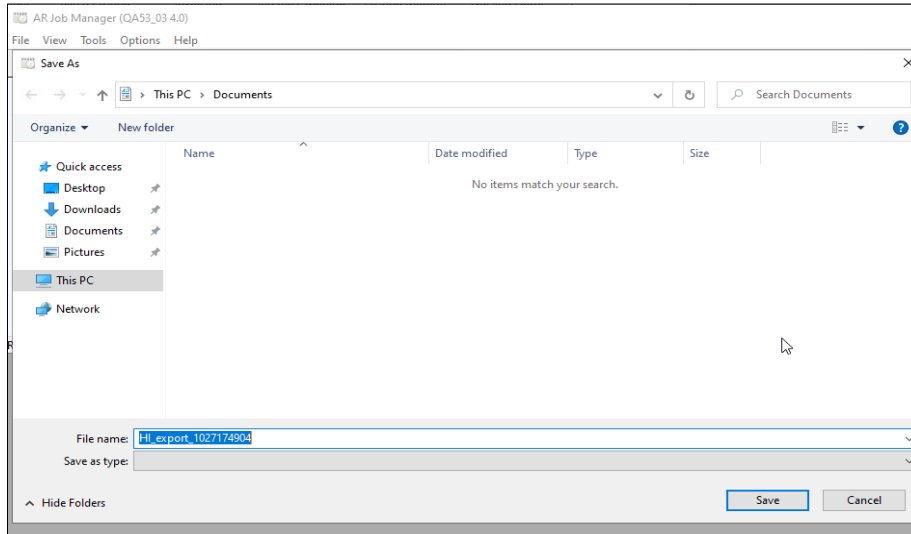 AR Job Manager (QA53_03 4.0)
File View Tools Options Help
Save As
This PC > Documents
Search Documents
Organize New folder
Name Date modified Type Size
No items match your search.
Quick access
Desktop
Downloads
Documents
Pictures
This PC
Network
R
File name: HI_export_1027174904
Save as type:
Hide Folders
Save Cancel